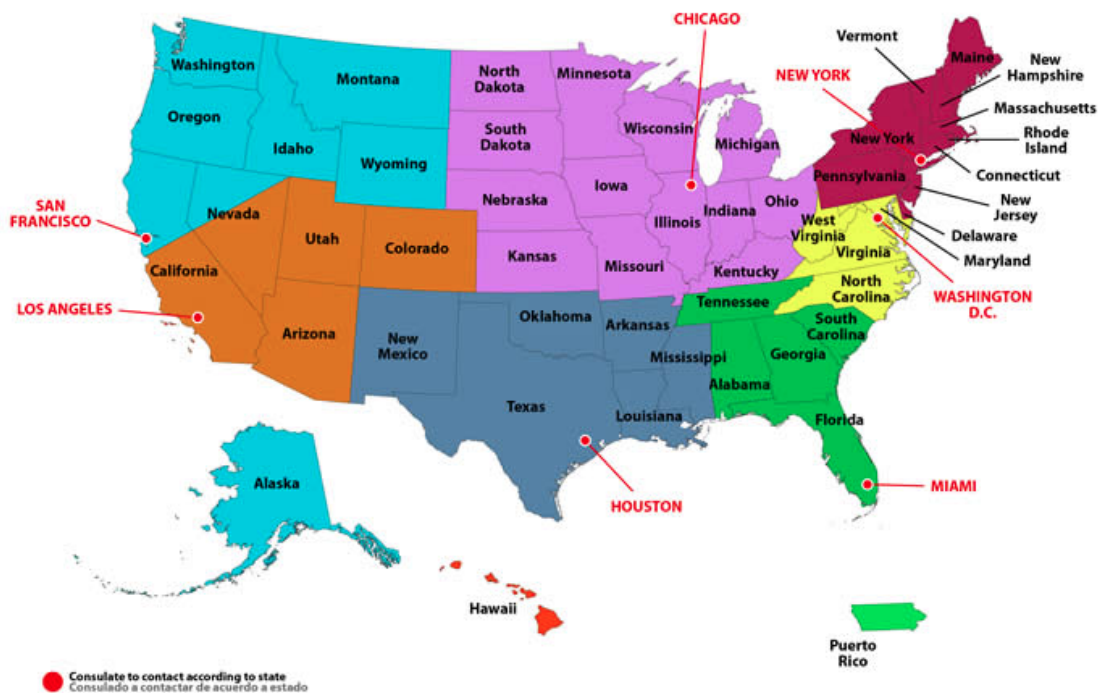 CHICAGO
Vermont
Maine
New
Hampshire
Washington
Montana
North
Dakota
Minnesota
NEW YORK
Massachusetts
Oregon
Idaho
South
Dakota
Wisconsin
Michigan
New York
Rhode
Island
Wyoming
Iowa
Pennsylvania
Connecticut
Nebraska
Ohio
New
Jersey
SAN
FRANCISCO
Nevada
Utah
Colorado
Illinois
Indiana
West
Virginia
Delaware
Virginia
Maryland
California
Kansas
Missouri
Kentucky
North
Carolina
WASHINGTON
D.C.
LOS ANGELES
Arizona
New
Mexico
Oklahoma
Arkansas
Tennessee
South
Carolina
Mississippi
Georgia
Alabama
Texas
Louisiana
Florida
Alaska
HOUSTON
MIAMI
Hawaii
Puerto
Rico
Consulate to contact according to state
Consulado a contactar de acuerdo a estado